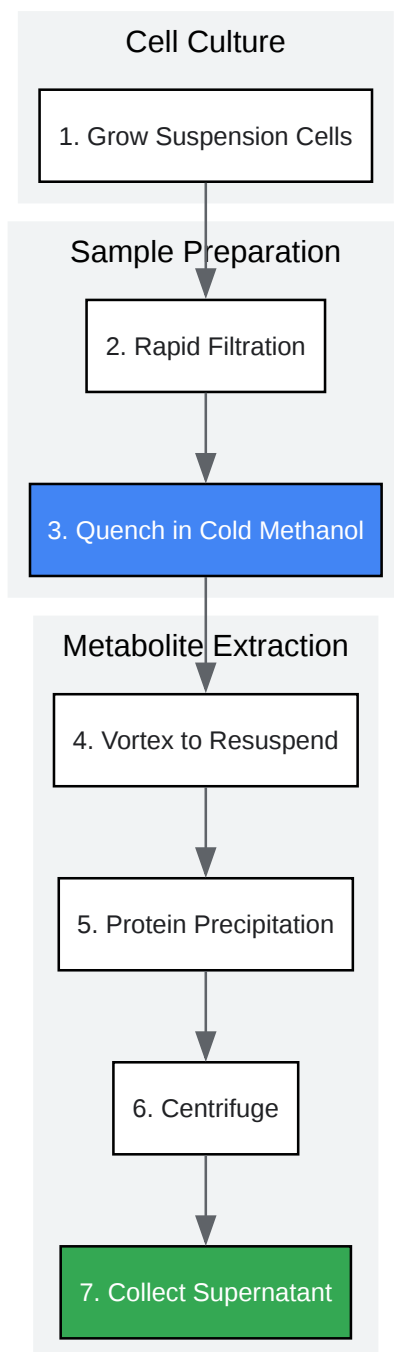 Cell Culture
1. Grow Suspension Cells
Sample Preparation
2. Rapid Filtration
3. Quench in Cold Methanol
Metabolite Extraction
4. Vortex to Resuspend
5. Protein Precipitation
6. Centrifuge
7. Collect Supernatant